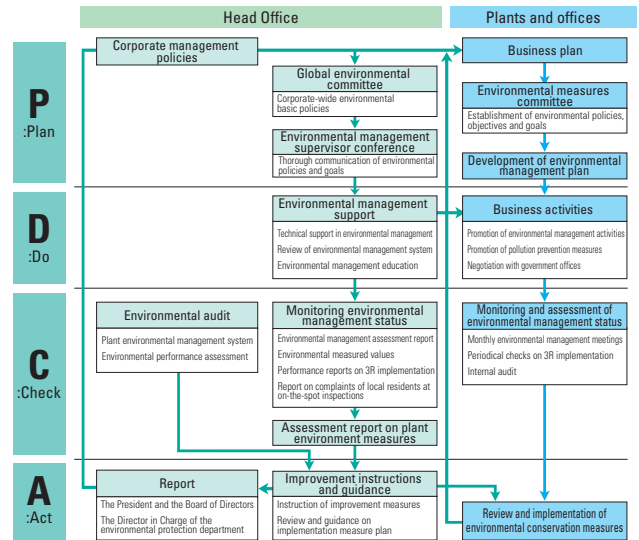 Head Office
Plants and offices
P
:Plan
Corporate management
policies
Business plan
Global environmental
committee
Corporate-wide environmental
basic policies
Environmental measures
committee
Establishment of environmental policies,
objectives and goals
Environmental management
supervisor conference
Thorough communication of environmental
policies and goals
Development of environmental
management plan
D
:Do
Environmental management
support
Technical support in environmental management
Review of environmental management system
Environmental management education
Business activities
Promotion of environmental management activities
Promotion of pollution prevention measures
Negotiation with government offices
C
:Check
Environmental audit
Plant environmental management system
Environmental performance assessment
Monitoring environmental
management status
Environmental management assessment report
Environmental measured values
Performance reports on 3R implementation
Report on complaints of local residents at
on-the-spot inspections
Monitoring and assessment of
environmental management status
Monthly environmental management meetings
Periodical checks on 3R implementation
Internal audit
Assessment report on plant
environment measures
A
:Act
Report
The President and the Board of Directors
The Director in Charge of the
environmental protection department
Improvement instructions
and guidance
Instruction of improvement measures
Review and guidance on
implementation measure plan
Review and implementation of
environmental conservation measures